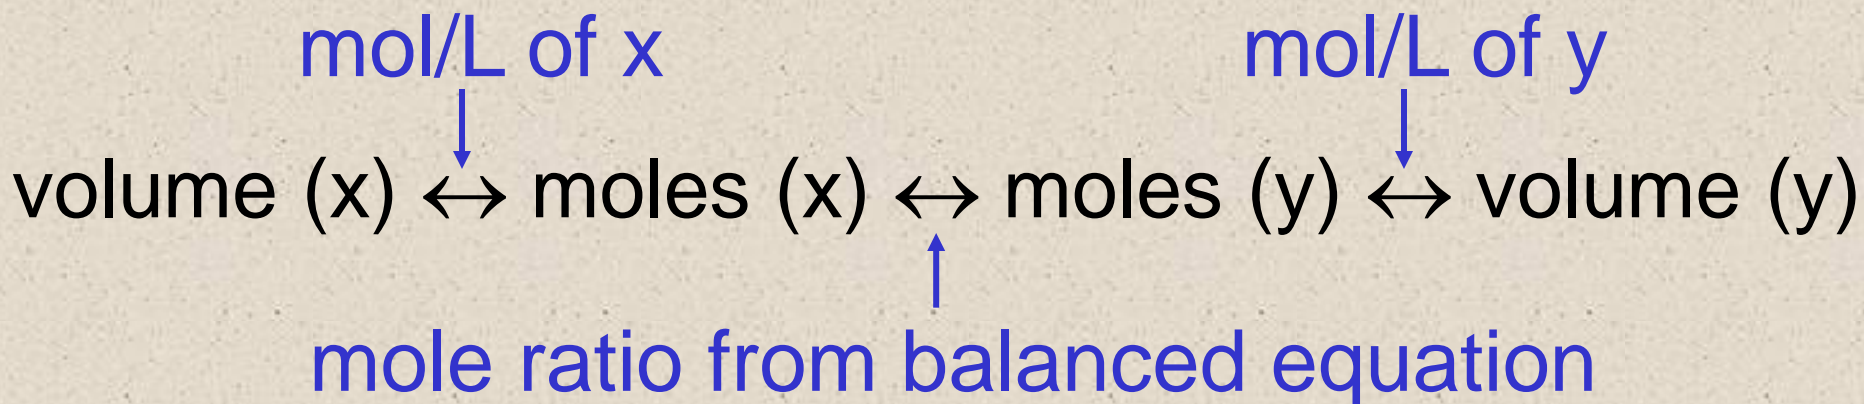 mol/L of x mol/L of y
volume (x) ↔ moles (x) ↔ moles (y) ↔ volume (y)
mole ratio from balanced equation